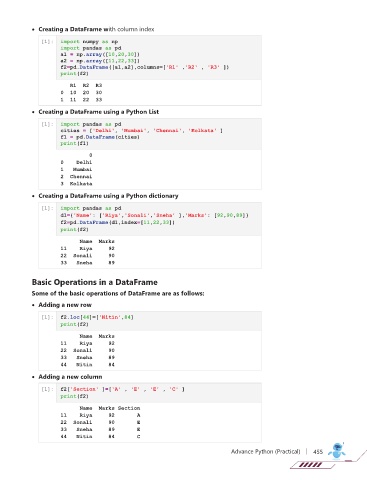 • Creating a DataFrame with column index
[1]: import numpy as np
import pandas as pd
a1 = np.array([10,20,30])
a2 = np.array([11,22,33])
f2=pd.DataFrame([a1,a2],columns=['R1' ,'R2' , 'R3' ])
print(f2)
R1 R2 R3
0 10 20 30
1 11 22 33
• Creating a DataFrame using a Python List
[1]: import pandas as pd
cities = ['Delhi', 'Mumbai', 'Chennai', 'Kolkata' ]
f1 = pd.DataFrame(cities)
print(f1)
0
0 Delhi
1 Mumbai
2 Chennai
3 Kolkata
• Creating a DataFrame using a Python dictionary
[1]: import pandas as pd
d1={'Name': ['Riya','Sonali','Sneha' ],'Marks': [92,90,89]}
f2=pd.DataFrame(d1,index=[11,22,33])
print(f2)
Name Marks
11 Riya 92
22 Sonali 90
33 Sneha 89
Basic Operations in a DataFrame
Some of the basic operations of DataFrame are as follows:
• Adding a new row
[1]: f2.loc[44]=['Nitin',84]
print(f2)
Name Marks
11 Riya 92
22 Sonali 90
33 Sneha 89
44 Nitin 84
• Adding a new column
[1]: f2['Section' ]=['A' , 'E' , 'E' , 'C' ]
print(f2)
Name Marks Section
11 Riya 92 A
22 Sonali 90 E
33 Sneha 89 E
44 Nitin 84 C
Advance Python (Practical) | 455